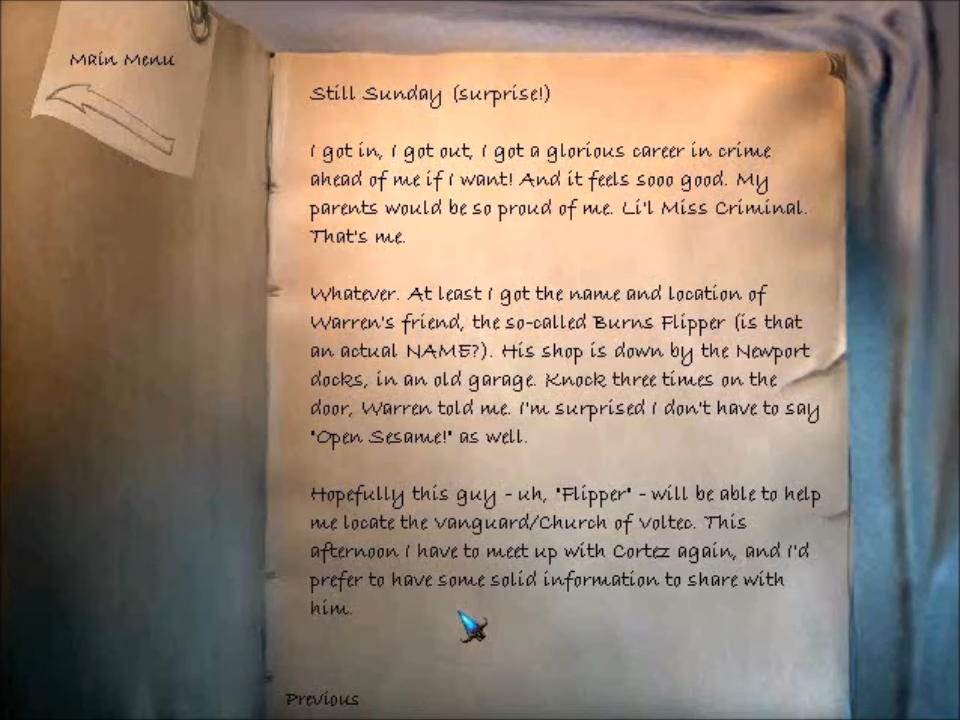 Main Menu
Still Sunday (surprise!)
I got in, I got out, I got a glorious career in crime
ahead of me if I want! And it feels sooo good. My
parents would be so proud of me. Li'l Miss Criminal.
That's me.
Whatever. At least I got the name and location of
Warren's friend, the so-called Burns Flipper (is that
an actual NAME?). His shop is down by the Newport
docks, in an old garage. Knock three times on the
door, Warren told me. I'm surprised I don't have to say
"Open Sesame!" as well.
Hopefully this guy - uh, "Flipper" - will be able to help
me locate the Vanguard/Church of Voltec. This
afternoon I have to meet up with Cortez again, and I'd
prefer to have some solid information to share with
him.
Previous